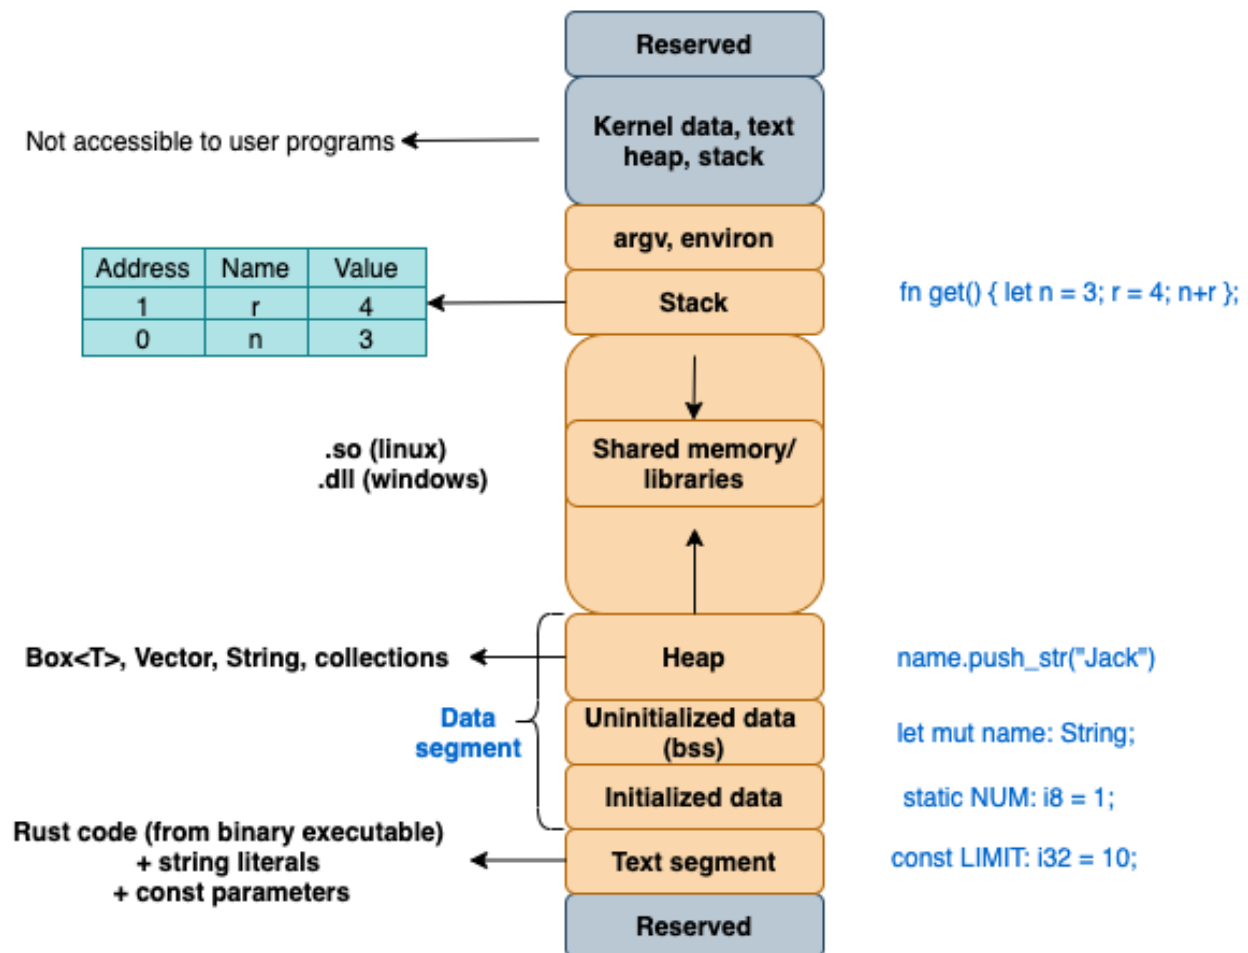 Reserved
Kernel data, text
heap, stack
Not accessible to user programs
argv, environ
Address Name Value
1 r 4
0 n 3
Stack
fn get() { let n = 3; r = 4; n+r };
.so (linux)
.dll (windows)
Shared memory/
libraries
Box<T>, Vector, String, collections
Heap
name.push_str("Jack")
Data
segment
Uninitialized data
(bss)
let mut name: String;
Initialized data
static NUM: i8 = 1;
Rust code (from binary executable)
+ string literals
+ const parameters
Text segment
const LIMIT: i32 = 10;
Reserved